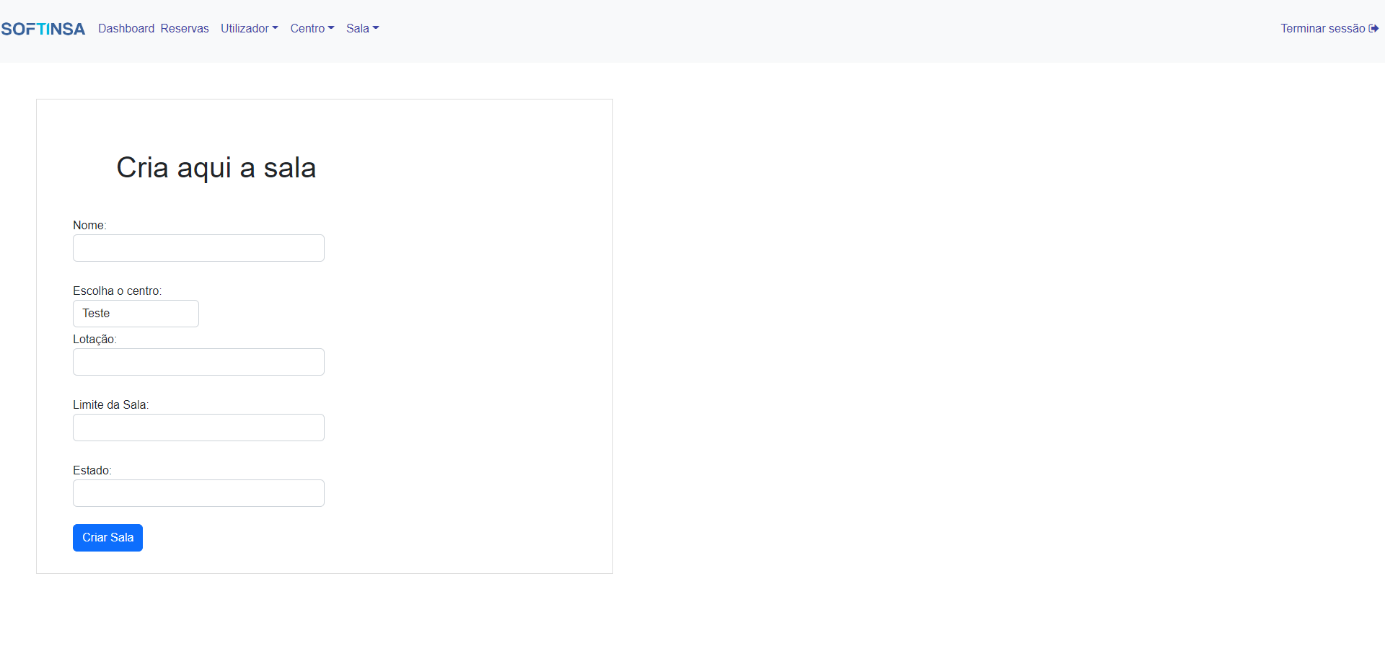 SOFTINSA Dashboard Reservas Utilizador Centro Sala Terminar sessão
Cria aqui a sala
Nome:
Escolha o centro:
Teste
Lotação:
Limite da Sala:
Estado:
Criar Sala